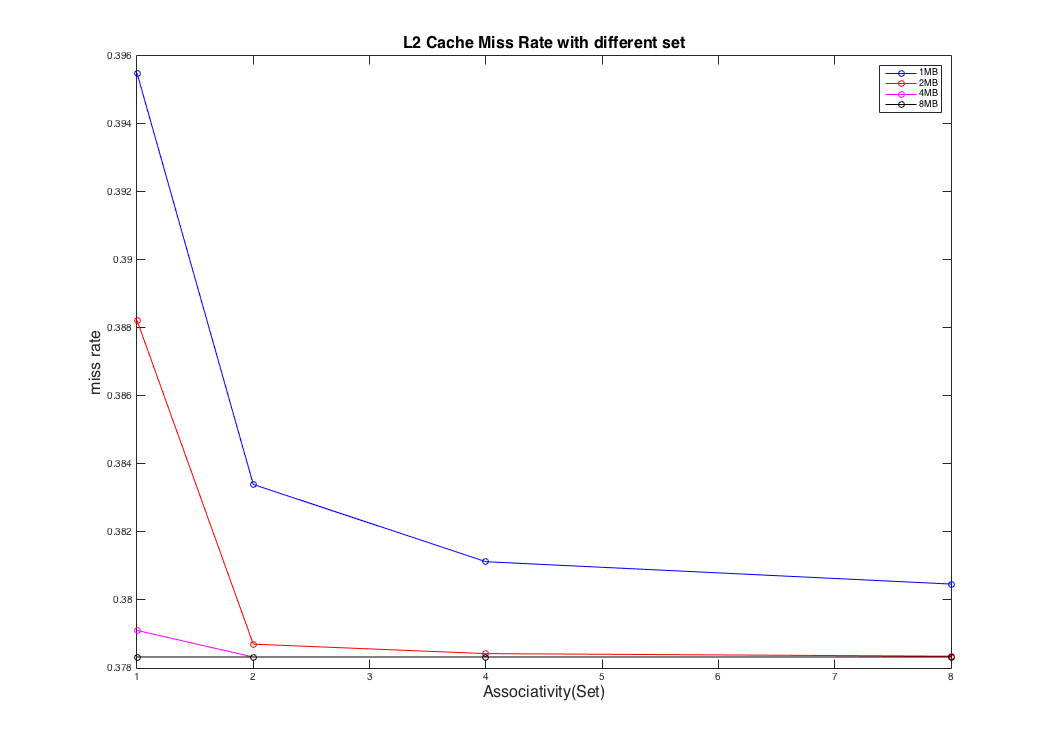 L2 Cache Miss Rate with different set
0.396
0.394
0.392
0.39
0.388
0.386
0.384
0.382
0.38
0.378
miss rate
1 2 3 4 5 6 7 8
Associativity(Set)
1MB
2MB
4MB
8MB